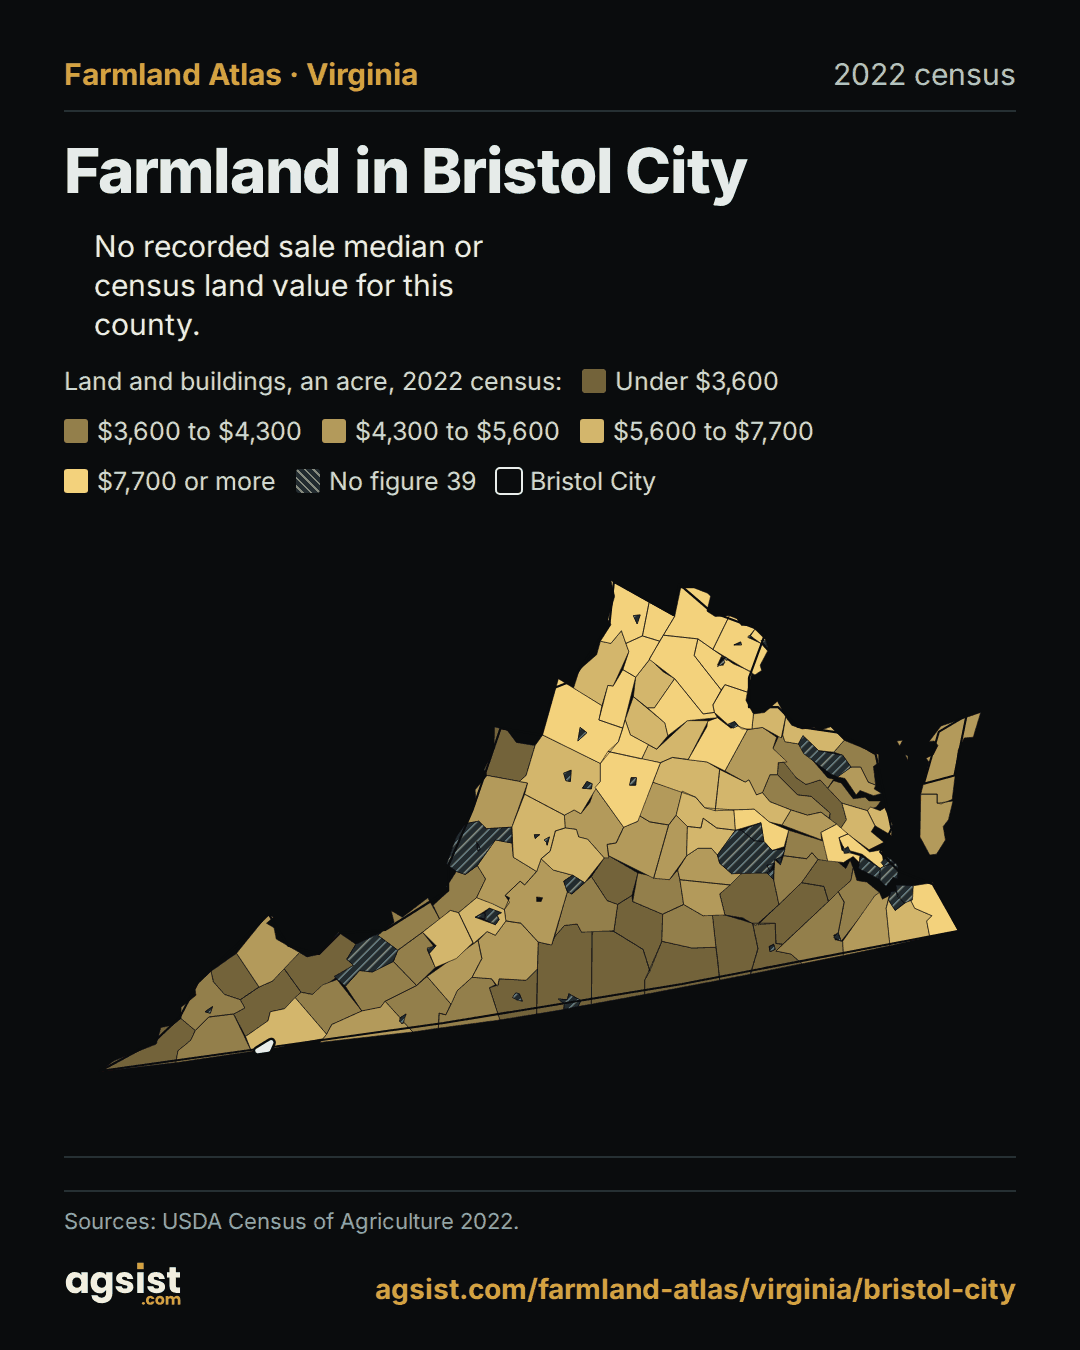 Farmland Atlas · Virginia
2022 census
Farmland in Bristol City
No recorded sale median or
census land value for this
county.
Land and buildings, an acre, 2022 census: Under $3,600
$3,600 to $4,300 $4,300 to $5,600 $5,600 to $7,700
$7,700 or more No figure 39 Bristol City
Sources: USDA Census of Agriculture 2022.
agsist
.com
agsist.com/farmland-atlas/virginia/bristol-city